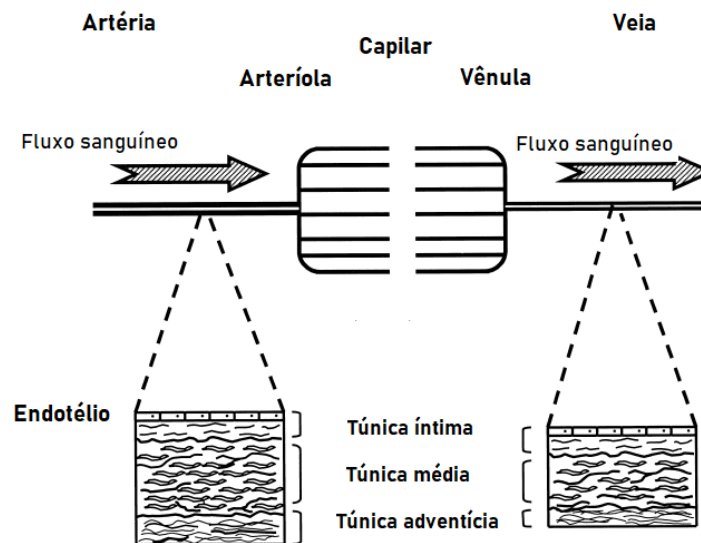 Artéria
Veia
Capilar
Arteríola
Vênula
Fluxo sanguíneo
Fluxo sanguíneo
Endotélio
Túnica íntima
Túnica média
Túnica adventícia